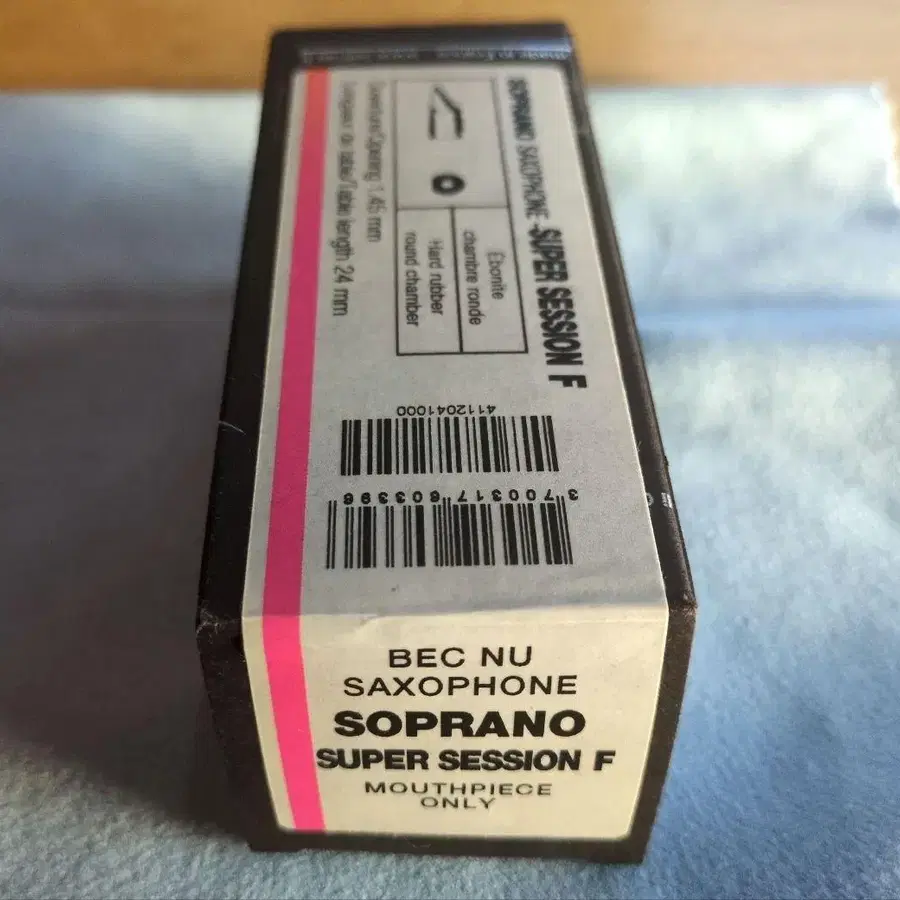 SOPRANO SAXOPHONE -SUPER SESSION F
Ebonite
chambre ronde
Hard rubber
round chamber
Ouverture/Opening 1.45 mm
Longueur de table/Table length 24 mm
4112041000
3 700317 603396
BEC NU
SAXOPHONE
SOPRANO
SUPER SESSION F
MOUTHPIECE
ONLY